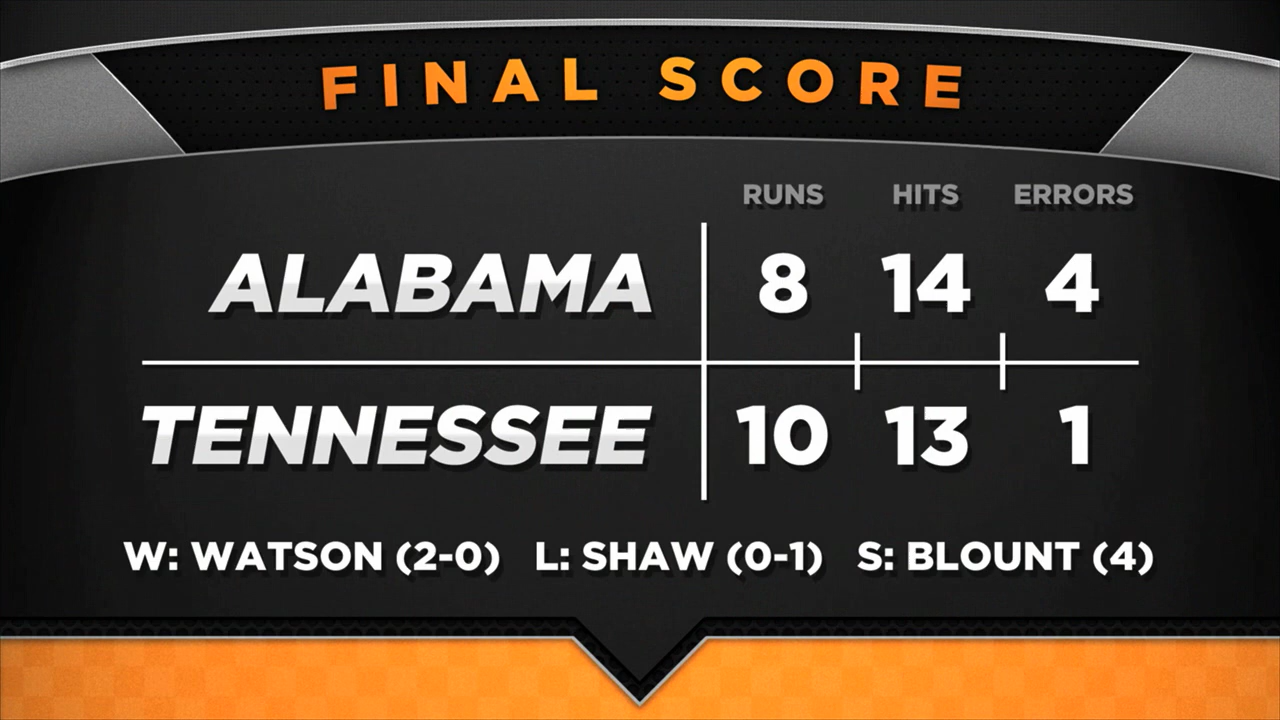 FINAL SCORE
RUNS HITS ERRORS
ALABAMA 8 14 4
TENNESSEE 10 13 1
W: WATSON (2-0) L: SHAW (0-1) S: BLOUNT (4)